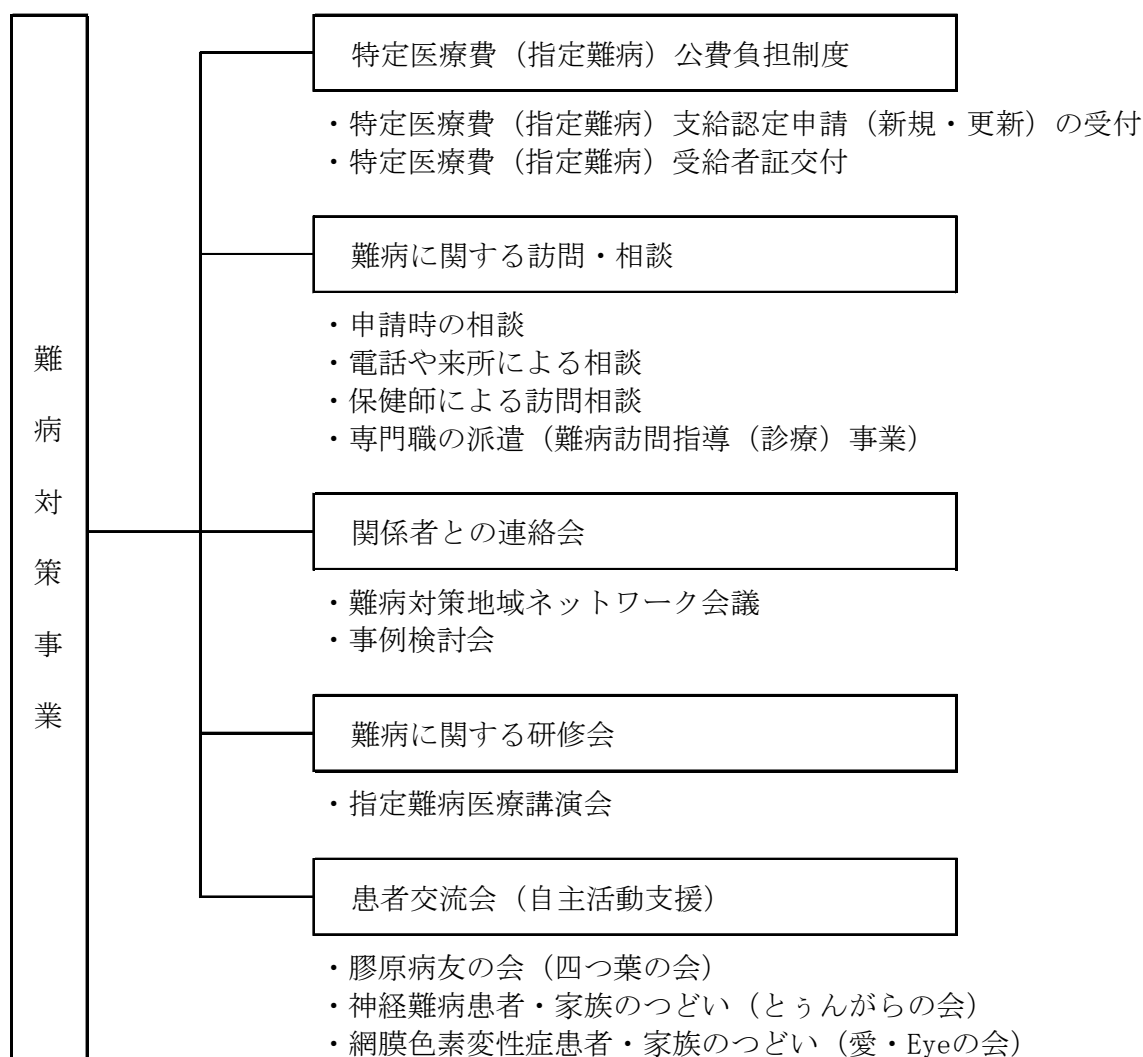 難病対策事業
特定医療費（指定難病）公費負担制度
・特定医療費（指定難病）支給認定申請（新規・更新）の受付
・特定医療費（指定難病）受給者証交付
難病に関する訪問・相談
・申請時の相談
・電話や来所による相談
・保健師による訪問相談
・専門職の派遣（難病訪問指導（診療）事業）
関係者との連絡会
・難病対策地域ネットワーク会議
・事例検討会
難病に関する研修会
・指定難病医療講演会
患者交流会（自主活動支援）
・膠原病友の会（四つ葉の会）
・神経難病患者・家族のつどい（とぅんがらの会）
・網膜色素変性症患者・家族のつどい（愛・Eyeの会）